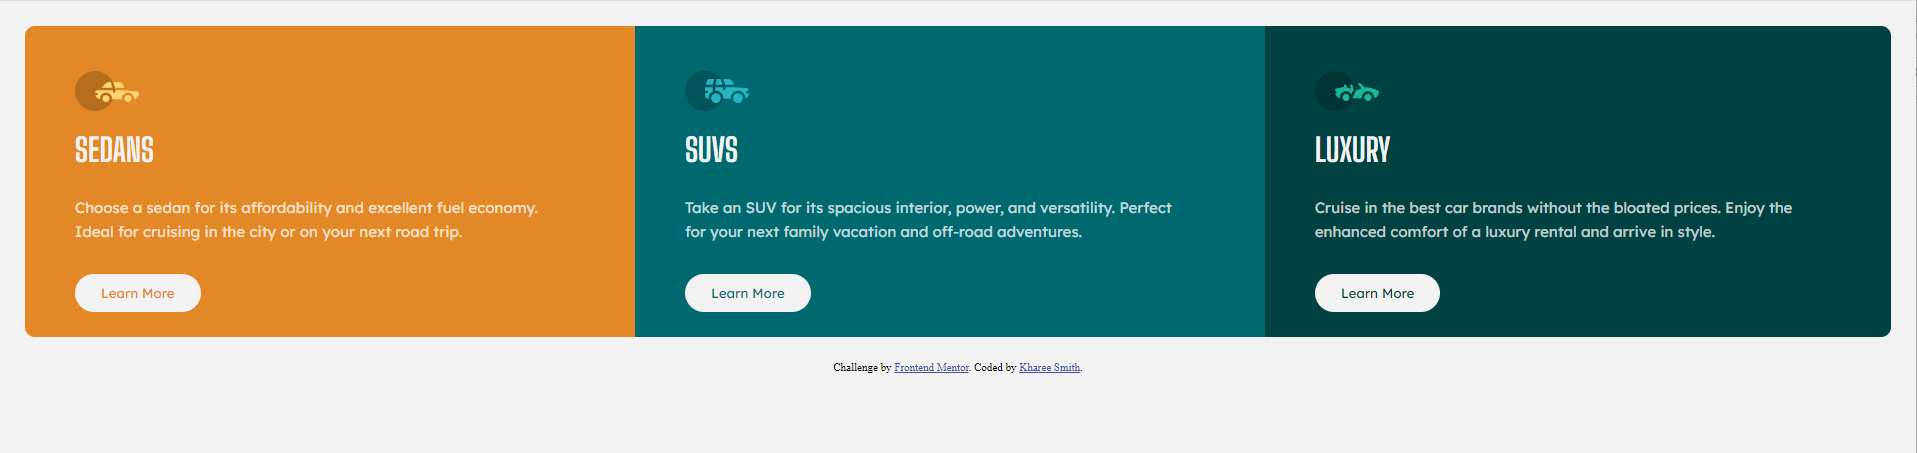 SEDANS
Choose a sedan for its affordability and excellent fuel economy.
Ideal for cruising in the city or on your next road trip.
Learn More
SUVS
Take an SUV for its spacious interior, power, and versatility. Perfect
for your next family vacation and off-road adventures.
Learn More
LUXURY
Cruise in the best car brands without the bloated prices. Enjoy the
enhanced comfort of a luxury rental and arrive in style.
Learn More
Challenge by Frontend Mentor. Coded by Kharee Smith.